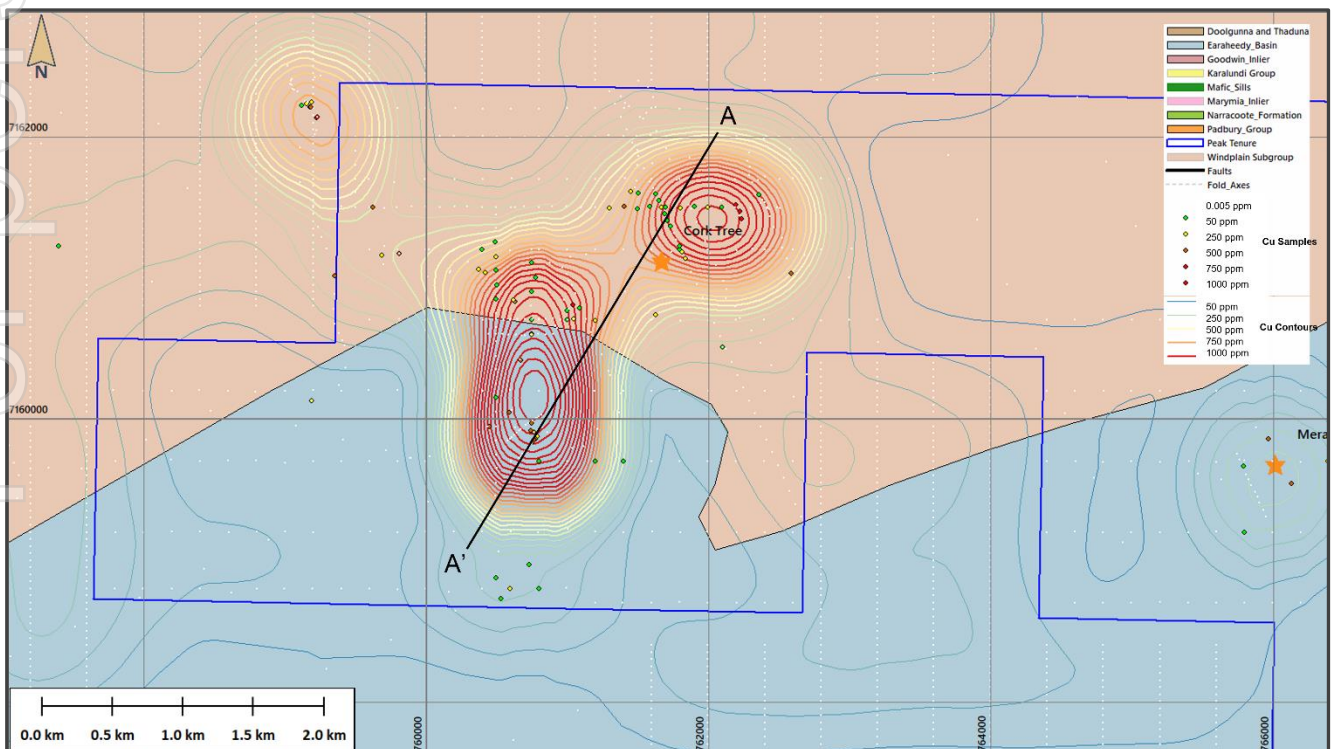 N
7162000
7160000
A
Cork Tree
A'
Mera
Doolgunna and Thaduna
Earaheedy_Basin
Goodwin_Inlier
Karalundi Group
Mafic_Sills
Marymia_Inlier
Narracoote_Formation
Padbury_Group
Peak Tenure
Windplain Subgroup
Faults
Fold_Axes
0.005 ppm
50 ppm
250 ppm
Cu Samples
500 ppm
750 ppm
1000 ppm
50 ppm
250 ppm
500 ppm
Cu Contours
750 ppm
1000 ppm
0.0 km 0.5 km 1.0 km 1.5 km 2.0 km
760000
762000
764000
766000